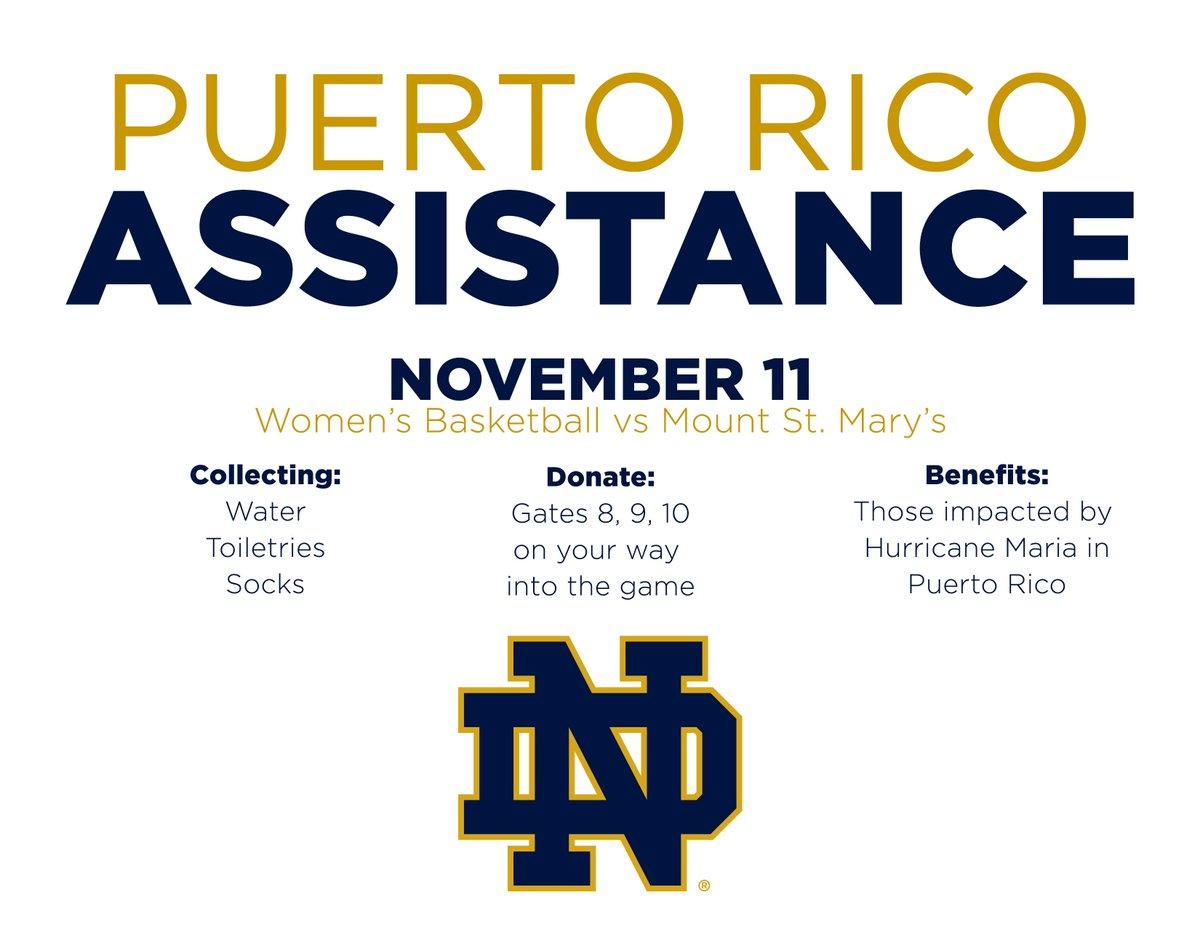 PUERTO RICO
ASSISTANCE
NOVEMBER 11
Women's Basketball vs Mount St. Mary's
Collecting:
Water
Toiletries
Socks
Donate:
Gates 8, 9, 10
on your way
into the game
Benefits:
Those impacted by
Hurricane Maria in
Puerto Rico
ND
®